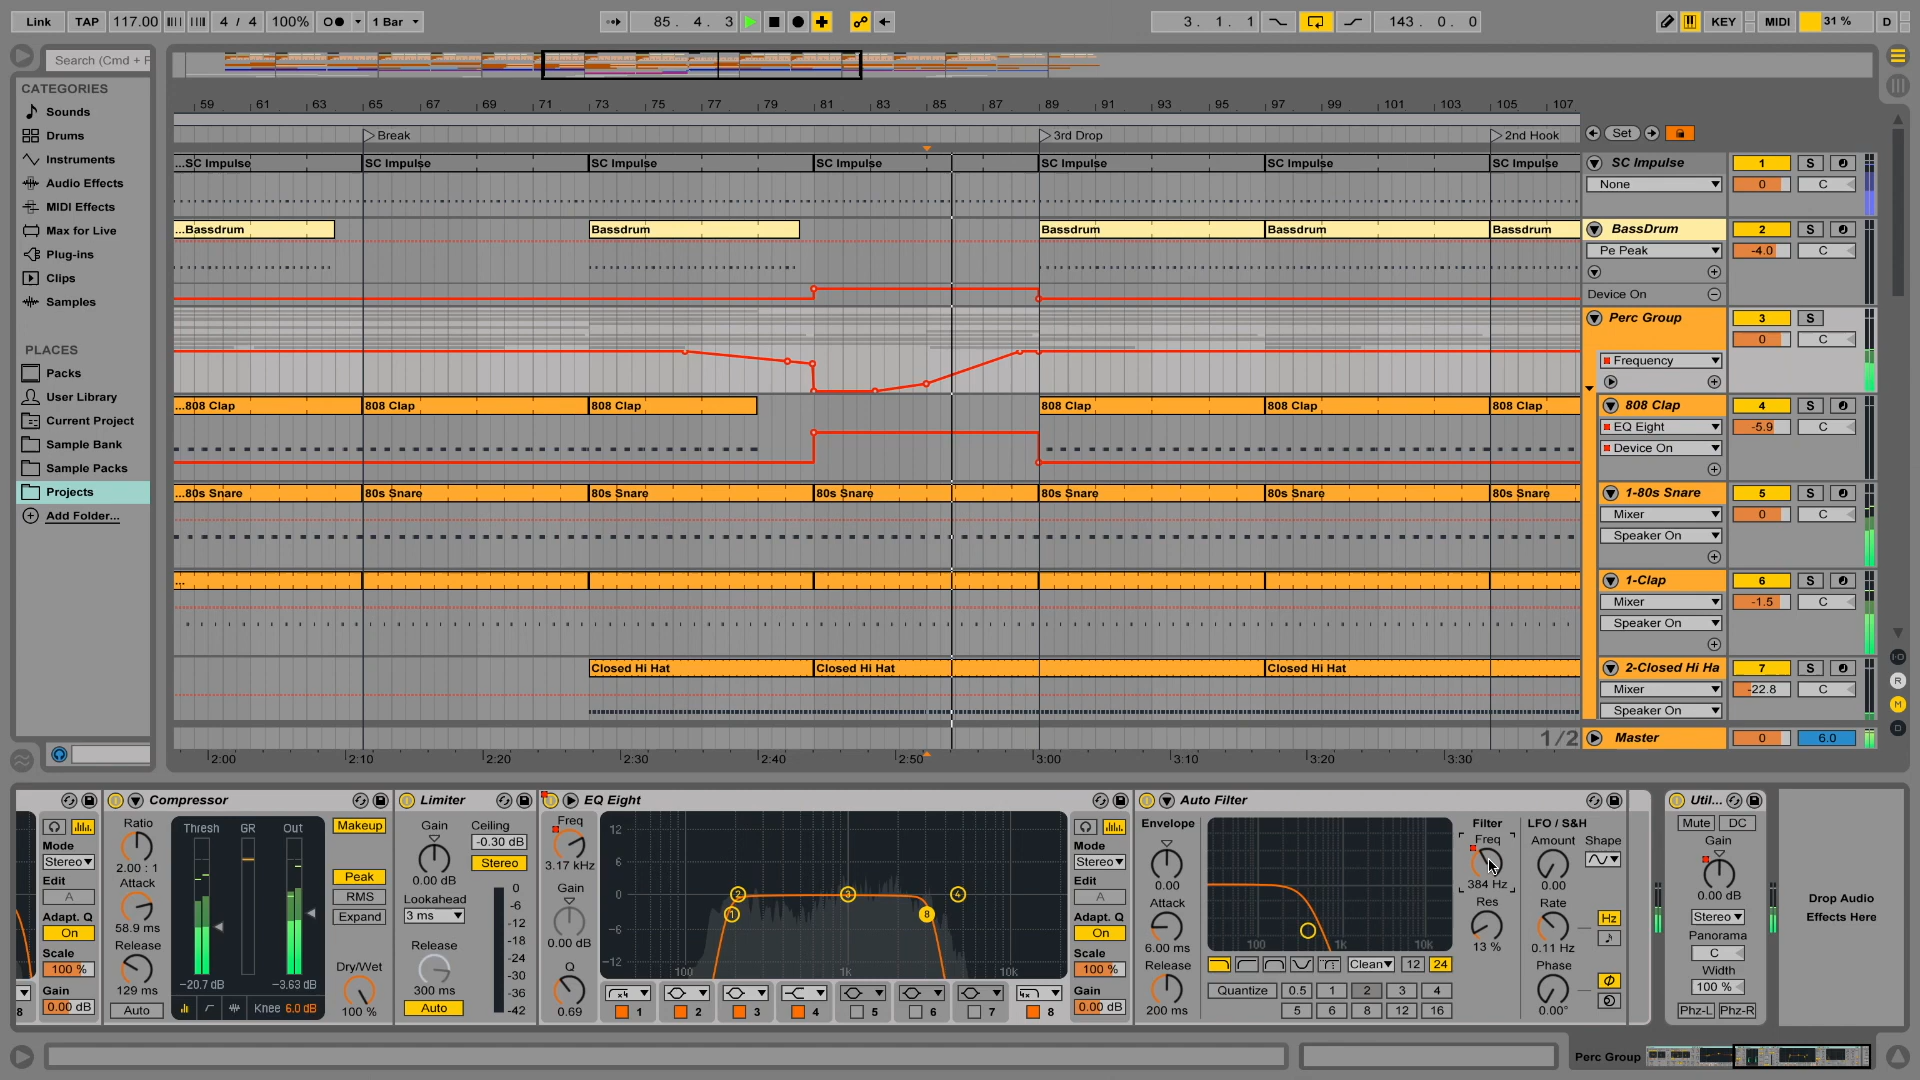 Link TAP 117.00 4 / 4 100% 1 Bar 85 . 4 . 3 3 . 1 . 1 143 . 0 . 0 KEY MIDI 31 % D
Search (Cmd + F
CATEGORIES
Sounds
Drums
Instruments
Audio Effects
MIDI Effects
Max for Live
Plug-ins
Clips
Samples
PLACES
Packs
User Library
Current Project
Sample Bank
Sample Packs
Projects
Add Folder...
59 61 63 65 67 69 71 73 75 77 79 81 83 85 87 89 91 93 95 97 99 101 103 105 107
Break 3rd Drop 2nd Hook Set
...SC Impulse SC Impulse SC Impulse SC Impulse SC Impulse SC Impulse SC Impulse SC Impulse 1 S
None 0 C
...Bassdrum Bassdrum Bassdrum Bassdrum Bassdrum BassDrum 2 S
Pe Peak -4.0 C
Device On
Perc Group 3 S
0
Frequency
...808 Clap 808 Clap 808 Clap 808 Clap 808 Clap 808 Clap 808 Clap 4 S
EQ Eight -5.9 C
Device On
...80s Snare 80s Snare 80s Snare 80s Snare 80s Snare 80s Snare 80s Snare 1-80s Snare 5 S
Mixer 0 C
Speaker On
... 1-Clap 6 S
Mixer -1.5 C
Speaker On
Closed Hi Hat Closed Hi Hat Closed Hi Hat 2-Closed Hi Ha 7 S
Mixer -22.8 C
Speaker On
1/2 Master 0 6.0
2:00 2:10 2:20 2:30 2:40 2:50 3:00 3:10 3:20 3:30
I·O
R
M
D
Mode
Stereo
Edit
A
Adapt. Q
On
Scale
100 %
Gain
0.00 dB
8
Compressor
Ratio
2.00 : 1
Attack
58.9 ms
Release
129 ms
Auto
Thresh GR Out
-20.7 dB -3.63 dB
Knee 6.0 dB
Makeup
Peak
RMS
Expand
Dry/Wet
100 %
Limiter
Gain
0.00 dB
Ceiling
-0.30 dB
Stereo
Lookahead
3 ms
Release
300 ms
Auto
0
-6
-12
-18
-24
-30
-36
-42
EQ Eight
Freq
3.17 kHz
Gain
0.00 dB
Q
0.69
12
6
0
-6
-12
100 1k 10k
1 2 3 4 8
x4 x4
1 2 3 4 5 6 7 8
Mode
Stereo
Edit
A
Adapt. Q
On
Scale
100 %
Gain
0.00 dB
Auto Filter
Envelope
0.00
Attack
6.00 ms
Release
200 ms
100 1k 10k
Clean 12 24
Quantize 0.5 1 2 3 4
5 6 8 12 16
Filter
Freq
384 Hz
Res
13 %
LFO / S&H
Amount
0.00
Shape
Rate
0.11 Hz
Hz
Phase
0.00°
Util...
Mute DC
Gain
0.00 dB
Stereo
Panorama
C
Width
100 %
Phz-L Phz-R
Drop Audio
Effects Here
Perc Group